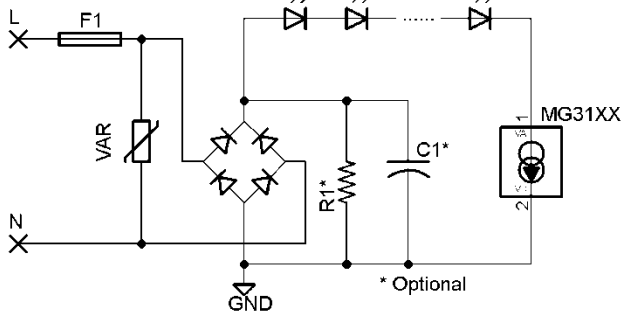 L
F1
MG31XX
1
VAR
C1*
R1*
2
N
* Optional
GND